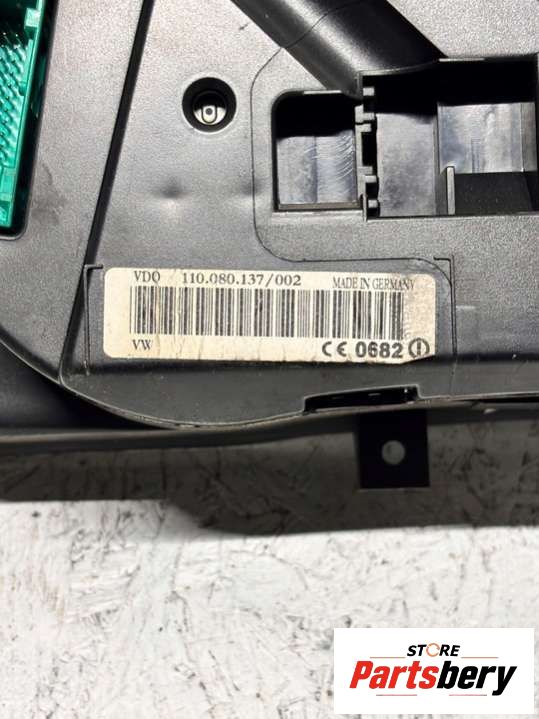 VDO 110.080.137/002 MADE IN GERMANY
VW CE 0682
STORE
Partsbery